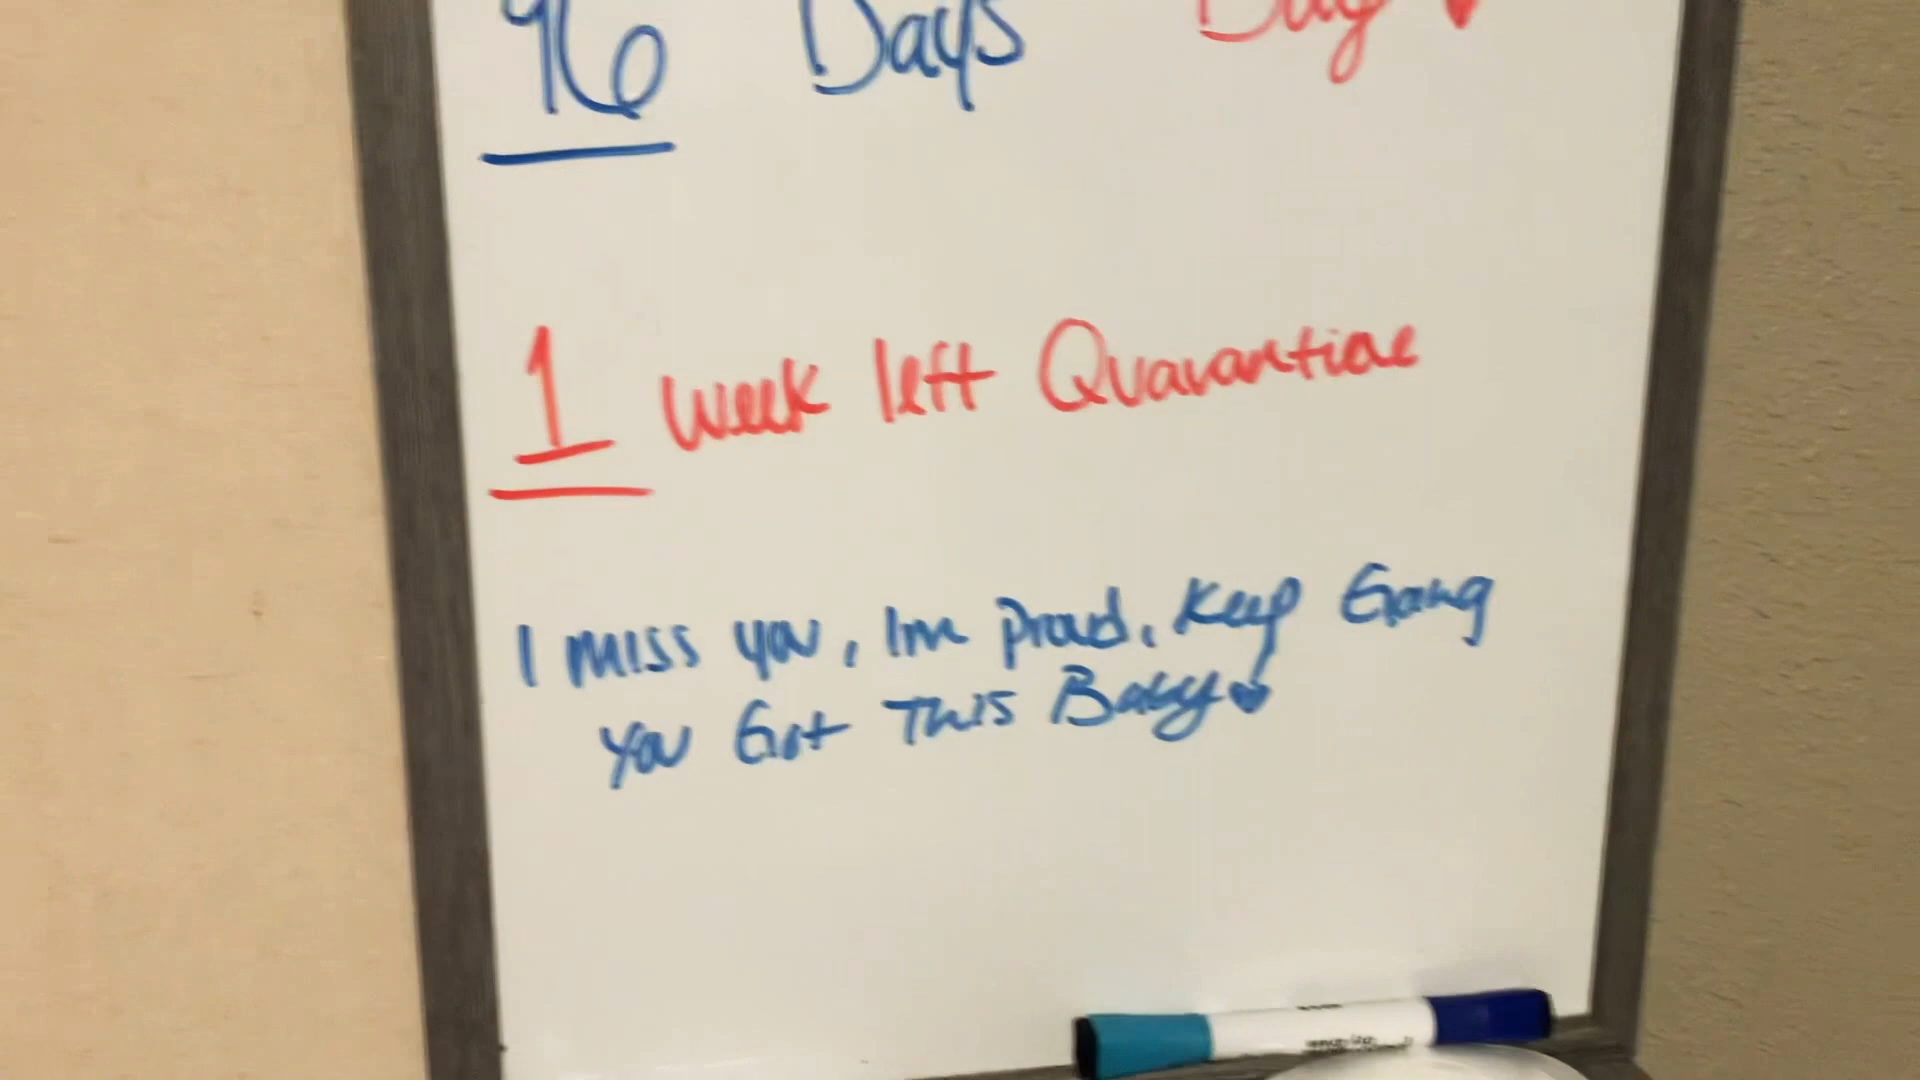 96 Days
1 week left Quarantine
I miss you, Im proud, Keep Going
You Got This Baby